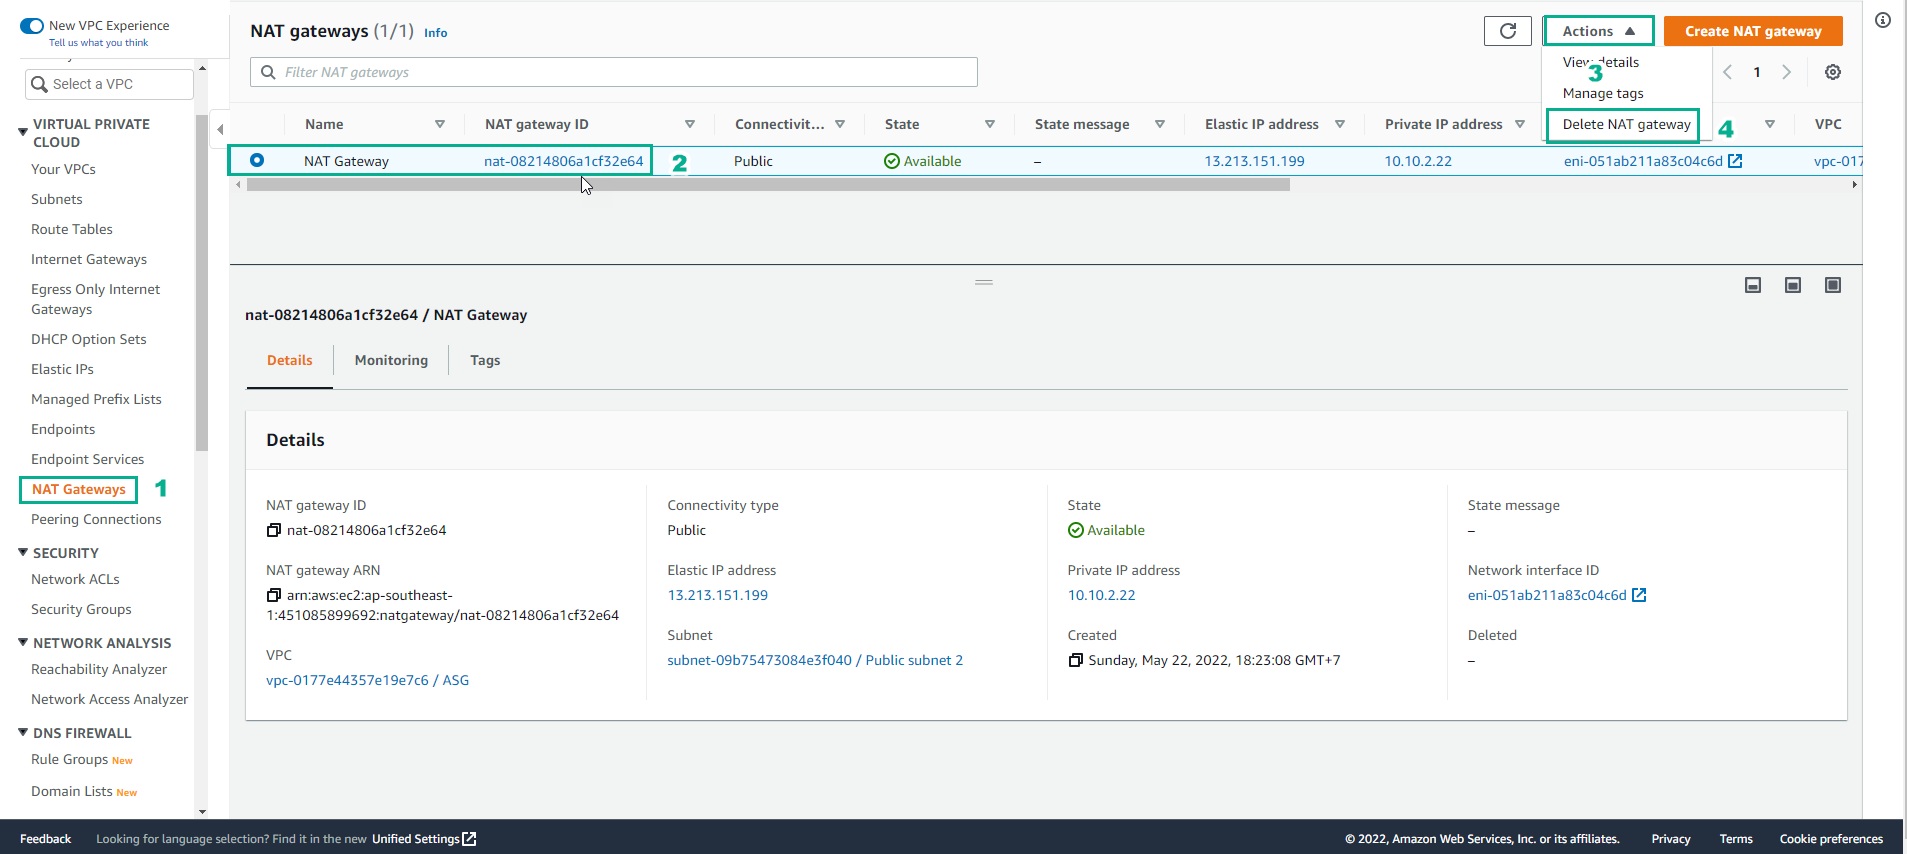 New VPC Experience
Tell us what you think
Select a VPC
VIRTUAL PRIVATE
CLOUD
Your VPCs
Subnets
Route Tables
Internet Gateways
Egress Only Internet
Gateways
DHCP Option Sets
Elastic IPs
Managed Prefix Lists
Endpoints
Endpoint Services
NAT Gateways 1
Peering Connections
SECURITY
Network ACLs
Security Groups
NETWORK ANALYSIS
Reachability Analyzer
Network Access Analyzer
DNS FIREWALL
Rule Groups New
Domain Lists New
NAT gateways (1/1) Info
Actions
Create NAT gateway
Filter NAT gateways
View details
3
Manage tags
Delete NAT gateway 4
1
Name NAT gateway ID Connectivit... State State message Elastic IP address Private IP address VPC
NAT Gateway nat-08214806a1cf32e64 2 Public Available – 13.213.151.199 10.10.2.22 eni-051ab211a83c04c6d vpc-017
nat-08214806a1cf32e64 / NAT Gateway
Details Monitoring Tags
Details
NAT gateway ID
nat-08214806a1cf32e64
NAT gateway ARN
arn:aws:ec2:ap-southeast-
1:451085899692:natgateway/nat-08214806a1cf32e64
VPC
vpc-0177e44357e19e7c6 / ASG
Connectivity type
Public
Elastic IP address
13.213.151.199
Subnet
subnet-09b75473084e3f040 / Public subnet 2
State
Available
Private IP address
10.10.2.22
Created
Sunday, May 22, 2022, 18:23:08 GMT+7
State message
–
Network interface ID
eni-051ab211a83c04c6d
Deleted
–
Feedback Looking for language selection? Find it in the new Unified Settings © 2022, Amazon Web Services, Inc. or its affiliates. Privacy Terms Cookie preferences